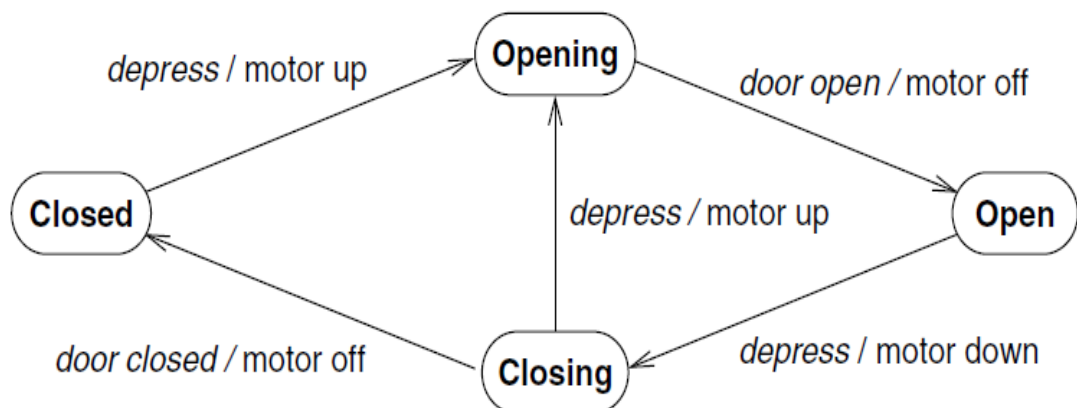 Opening
depress / motor up
door open / motor off
Closed
depress / motor up
Open
door closed / motor off
Closing
depress / motor down